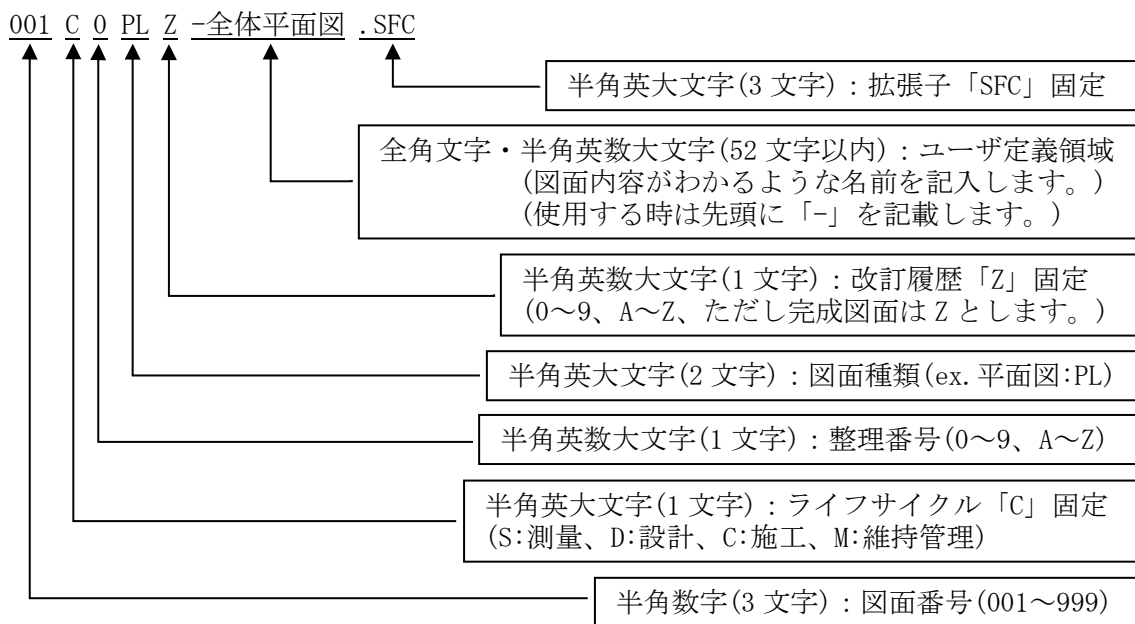 001 C 0 PL Z -全体平面図 .SFC
半角英大文字(3文字):拡張子「SFC」固定
全角文字・半角英数大文字(52文字以内):ユーザ定義領域
(図面内容がわかるような名前を記入します。)
(使用する時は先頭に「-」を記載します。)
半角英数大文字(1文字):改訂履歴「Z」固定
(0～9、A～Z、ただし完成図面はZとします。)
半角英大文字(2文字):図面種類(ex.平面図:PL)
半角英数大文字(1文字):整理番号(0～9、A～Z)
半角英大文字(1文字):ライフサイクル「C」固定
(S:測量、D:設計、C:施工、M:維持管理)
半角数字(3文字):図面番号(001～999)